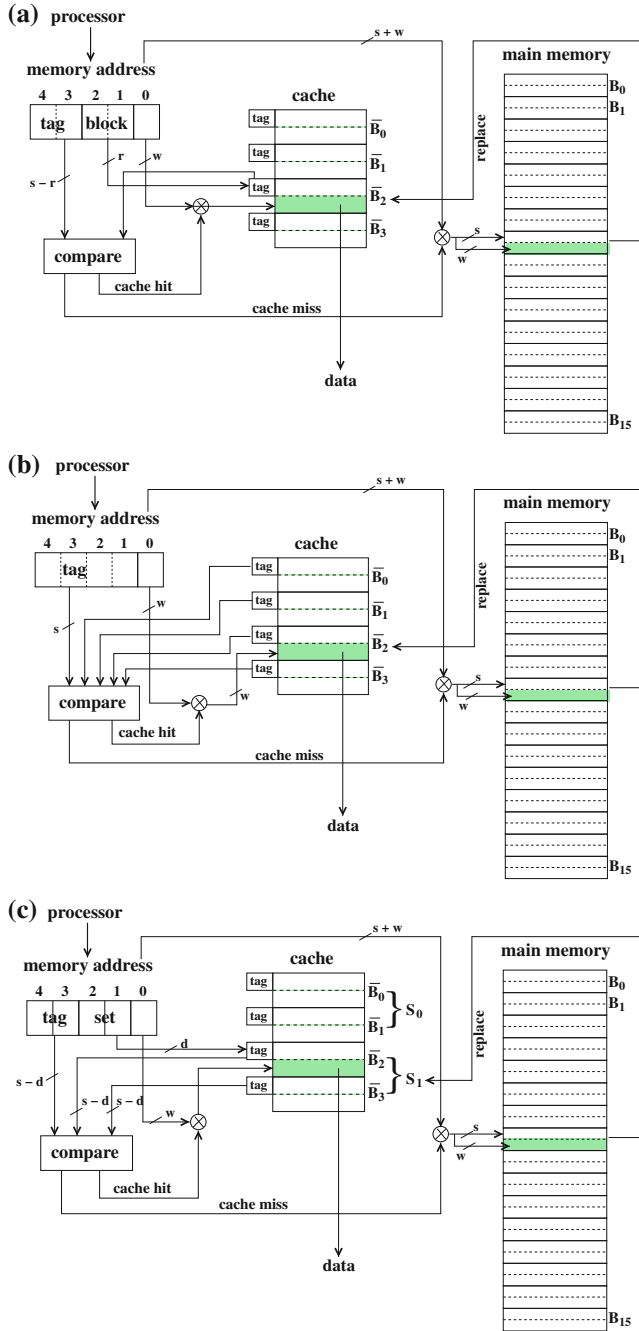 (a)
processor
memory address
s + w
main memory
4 3 2 1 0
tag block
cache
tag
tag
tag
tag
B̅0
B̅1
B̅2
B̅3
r
w
s − r
compare
cache hit
cache miss
data
replace
s
w
B0
B1
B15
(b)
processor
memory address
s + w
main memory
4 3 2 1 0
tag
cache
tag
tag
tag
tag
B̅0
B̅1
B̅2
B̅3
w
s
compare
w
cache hit
cache miss
data
replace
s
w
B0
B1
B15
(c)
processor
memory address
s + w
main memory
4 3 2 1 0
tag set
cache
tag
tag
tag
tag
B̅0
B̅1
B̅2
B̅3
S0
S1
d
s − d
s − d
s − d
w
compare
cache hit
cache miss
data
replace
s
w
B0
B1
B15